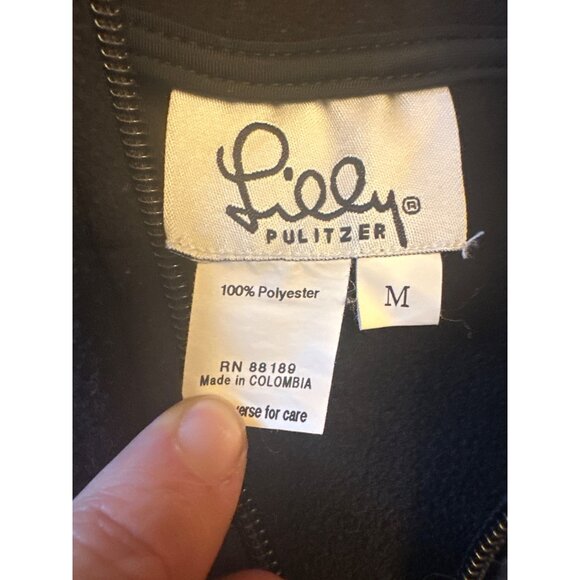 Lilly®
PULITZER
100% Polyester
M
RN 88189
Made in COLOMBIA
for care